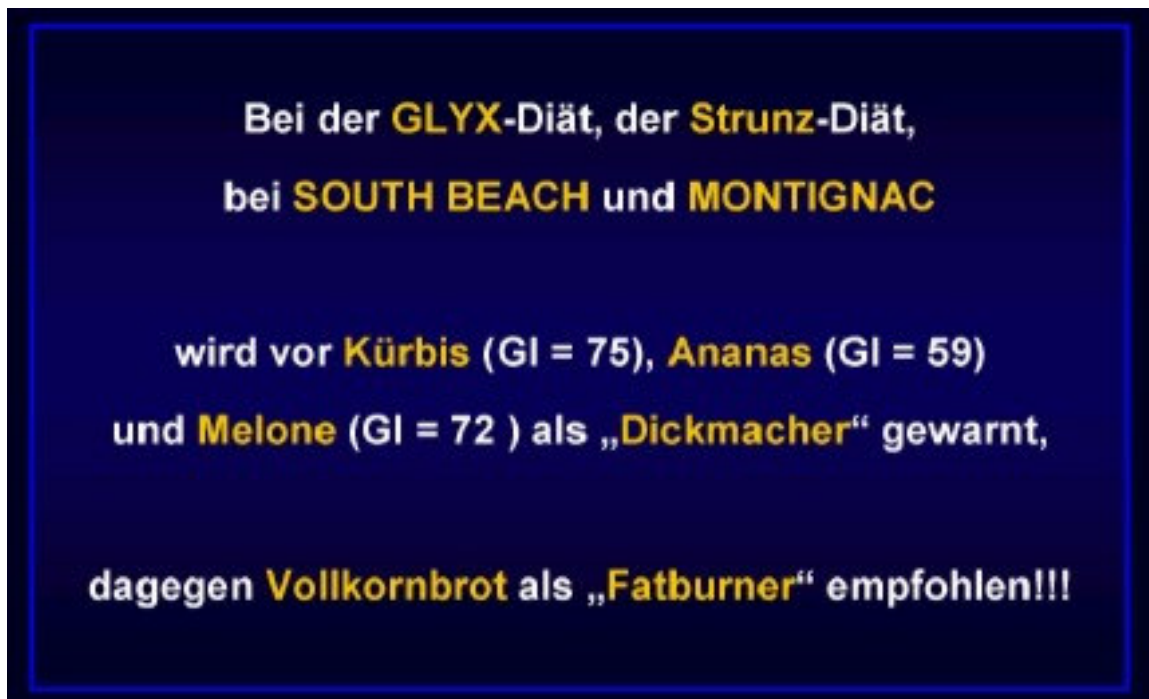 Bei der GLYX-Diät, der Strunz-Diät,
bei SOUTH BEACH und MONTIGNAC
wird vor Kürbis (GI = 75), Ananas (GI = 59)
und Melone (GI = 72 ) als „Dickmacher“ gewarnt,
dagegen Vollkornbrot als „Fatburner“ empfohlen!!!